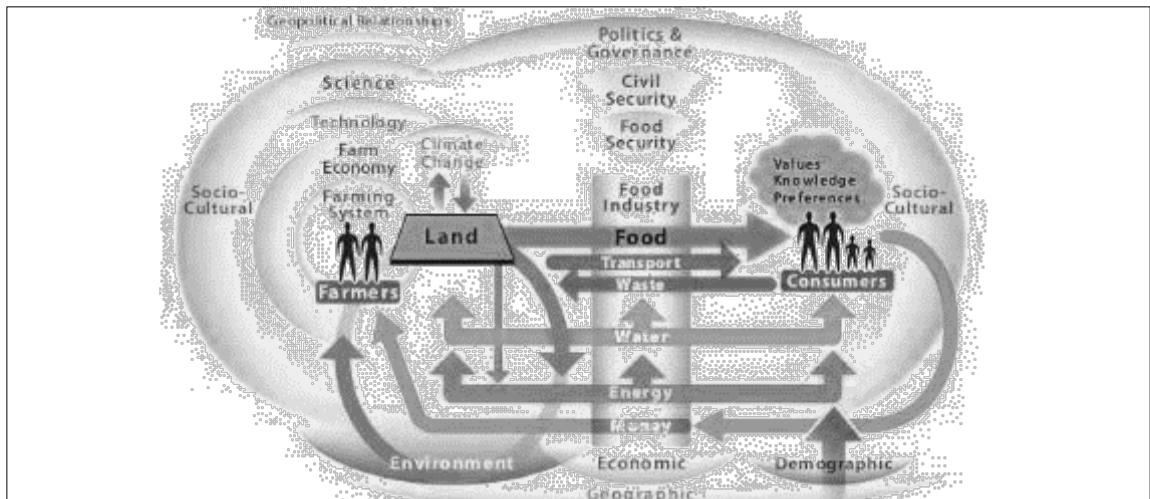 Geopolitical Relationships
Politics &
Governance
Science
Civil
Security
Technology
Food
Security
Farm
Economy
Climate
Change
Values
Knowledge
Preferences
Socio-
Cultural
Farming
System
Food
Industry
Socio-
Cultural
Land
Food
Transport
Farmers
Waste
Consumers
Water
Energy
Money
Environment
Economic
Demographic
Geographic